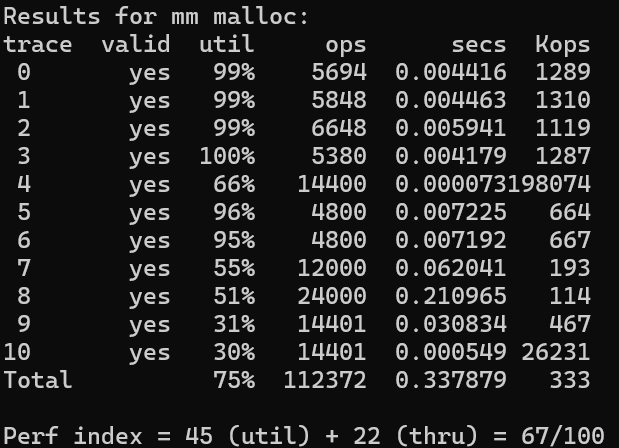 Results for mm malloc:
trace  valid  util     ops      secs  Kops
 0       yes   99%    5694  0.004416  1289
 1       yes   99%    5848  0.004463  1310
 2       yes   99%    6648  0.005941  1119
 3       yes  100%    5380  0.004179  1287
 4       yes   66%   14400  0.000073198074
 5       yes   96%    4800  0.007225   664
 6       yes   95%    4800  0.007192   667
 7       yes   55%   12000  0.062041   193
 8       yes   51%   24000  0.210965   114
 9       yes   31%   14401  0.030834   467
10       yes   30%   14401  0.000549 26231
Total          75%  112372  0.337879   333

Perf index = 45 (util) + 22 (thru) = 67/100